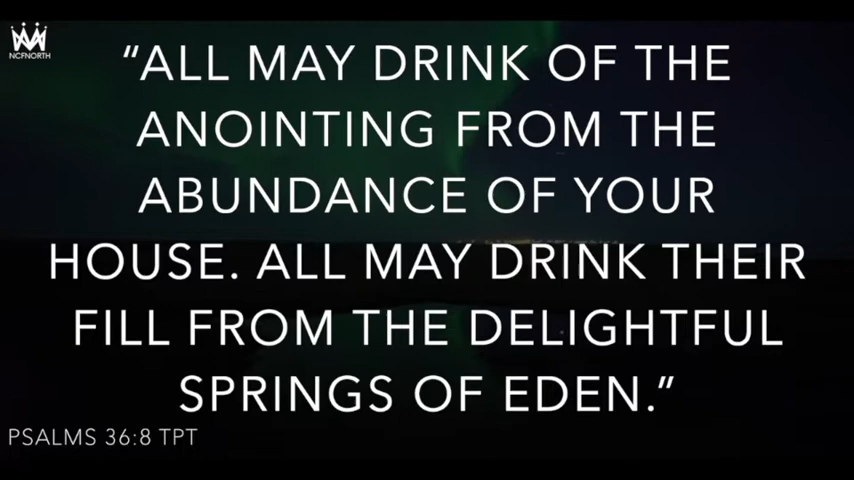 NCFNORTH
“ALL MAY DRINK OF THE
ANOINTING FROM THE
ABUNDANCE OF YOUR
HOUSE. ALL MAY DRINK THEIR
FILL FROM THE DELIGHTFUL
SPRINGS OF EDEN.”
PSALMS 36:8 TPT